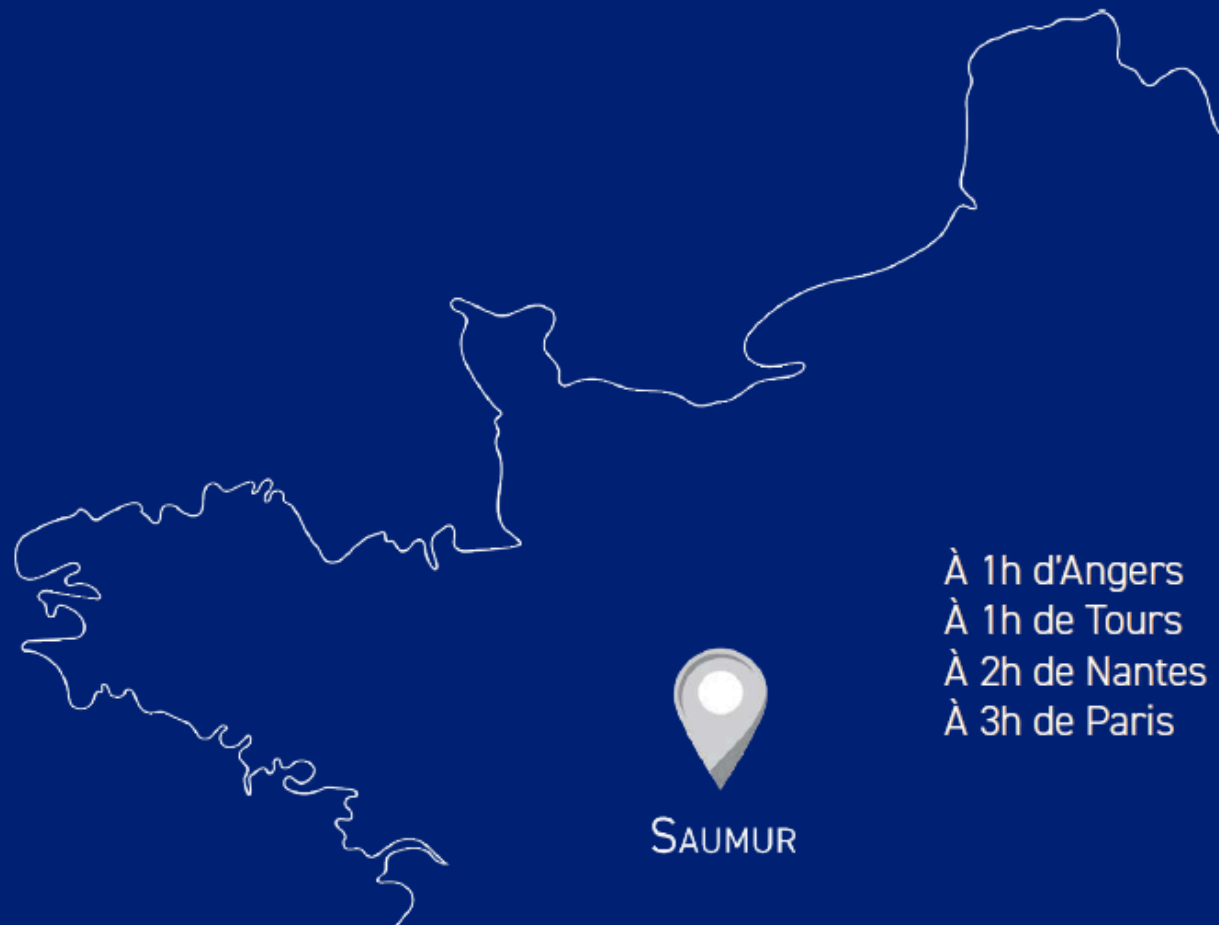 À 1h d'Angers
À 1h de Tours
À 2h de Nantes
À 3h de Paris
SAUMUR